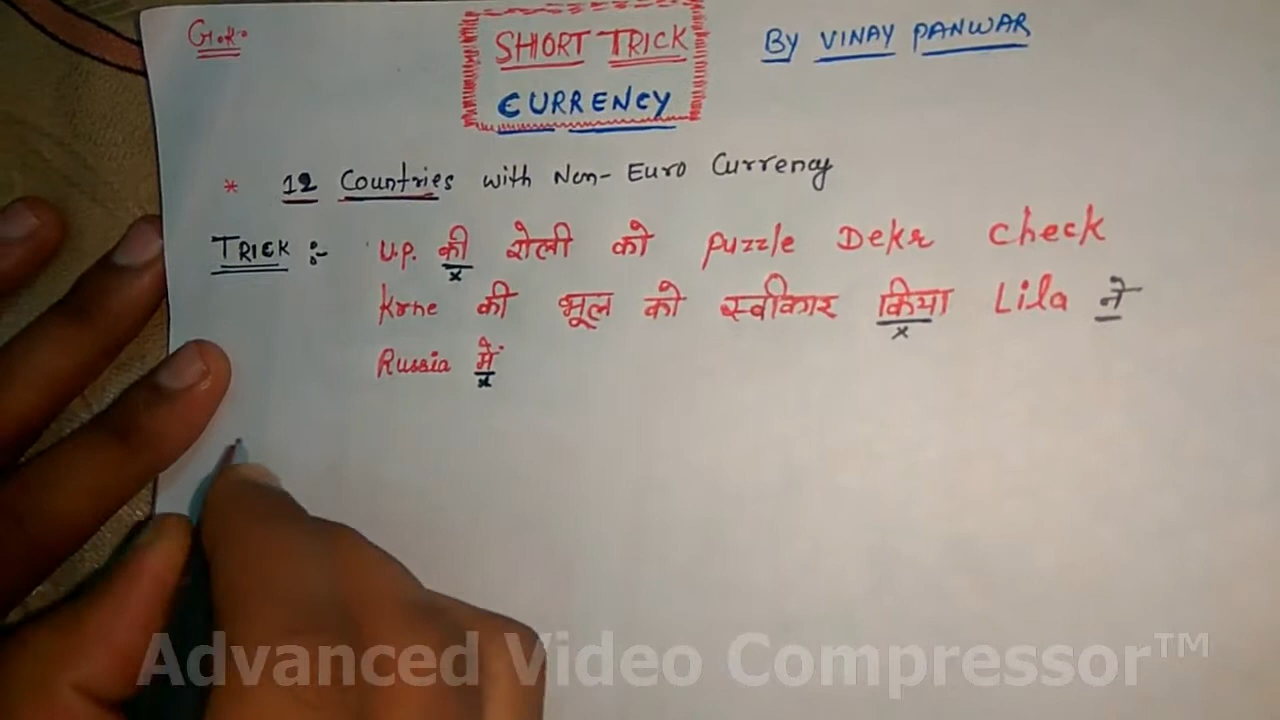 G.K.
SHORT TRICK
CURRENCY
BY VINAY PANWAR
* 12 Countries with Non-Euro Currency
TRICK :- U.P. की रोली को Puzzle Dekr Check
Krne की भूल को स्वीकार किया Lila ने
x x
Russia में
x
Advanced Video Compressor™